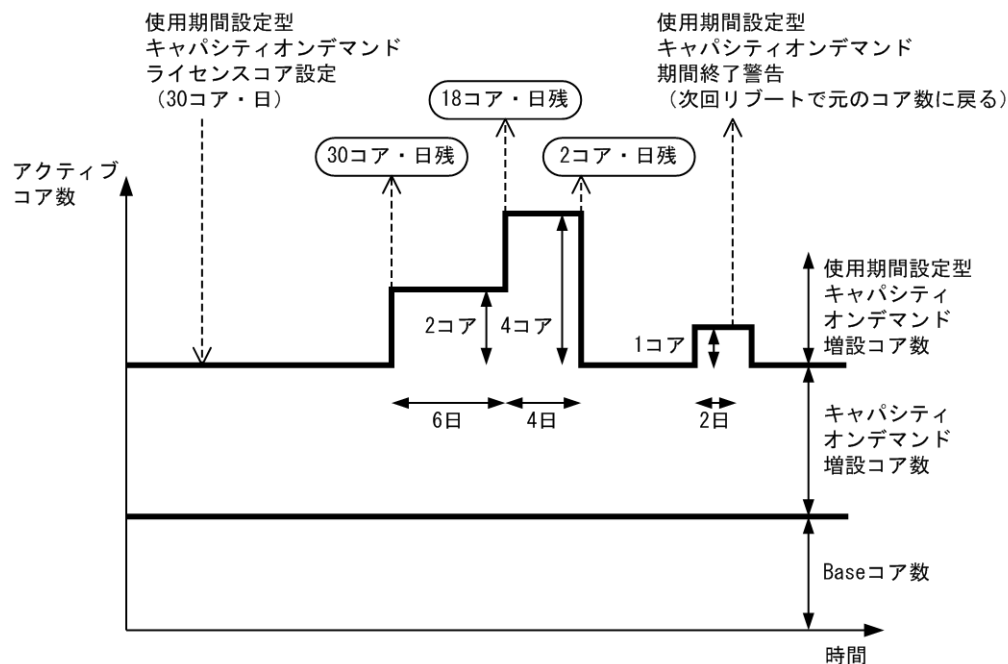 使用期間設定型
キャパシティオンデマンド
ライセンスコア設定
（30コア・日）
使用期間設定型
キャパシティオンデマンド
期間終了警告
（次回リブートで元のコア数に戻る）
18コア・日残
30コア・日残
2コア・日残
アクティブ
コア数
使用期間設定型
キャパシティ
オンデマンド
増設コア数
2コア
4コア
1コア
6日
4日
2日
キャパシティ
オンデマンド
増設コア数
Baseコア数
時間